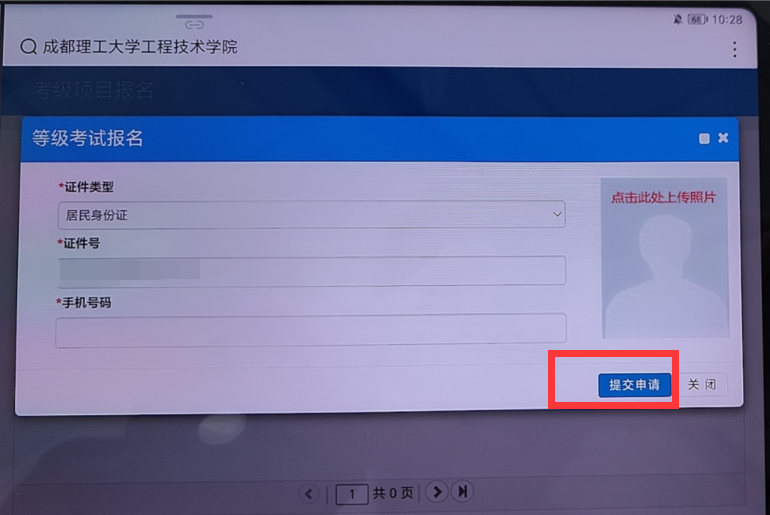 68 10:28
成都理工大学工程技术学院
考级项目报名
等级考试报名
*证件类型
居民身份证
*证件号
*手机号码
点击此处上传照片
提交申请 关 闭
1 共 0 页